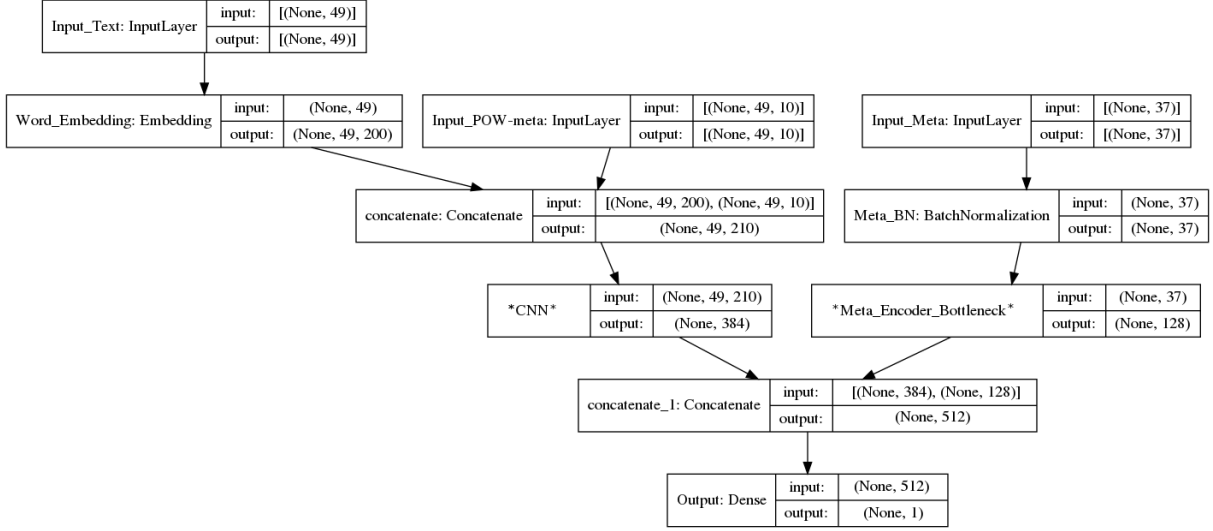 Input_Text: InputLayer
input: [(None, 49)]
output: [(None, 49)]
Word_Embedding: Embedding
input: (None, 49)
output: (None, 49, 200)
Input_POW-meta: InputLayer
input: [(None, 49, 10)]
output: [(None, 49, 10)]
Input_Meta: InputLayer
input: [(None, 37)]
output: [(None, 37)]
concatenate: Concatenate
input: [(None, 49, 200), (None, 49, 10)]
output: (None, 49, 210)
Meta_BN: BatchNormalization
input: (None, 37)
output: (None, 37)
*CNN*
input: (None, 49, 210)
output: (None, 384)
*Meta_Encoder_Bottleneck*
input: (None, 37)
output: (None, 128)
concatenate_1: Concatenate
input: [(None, 384), (None, 128)]
output: (None, 512)
Output: Dense
input: (None, 512)
output: (None, 1)